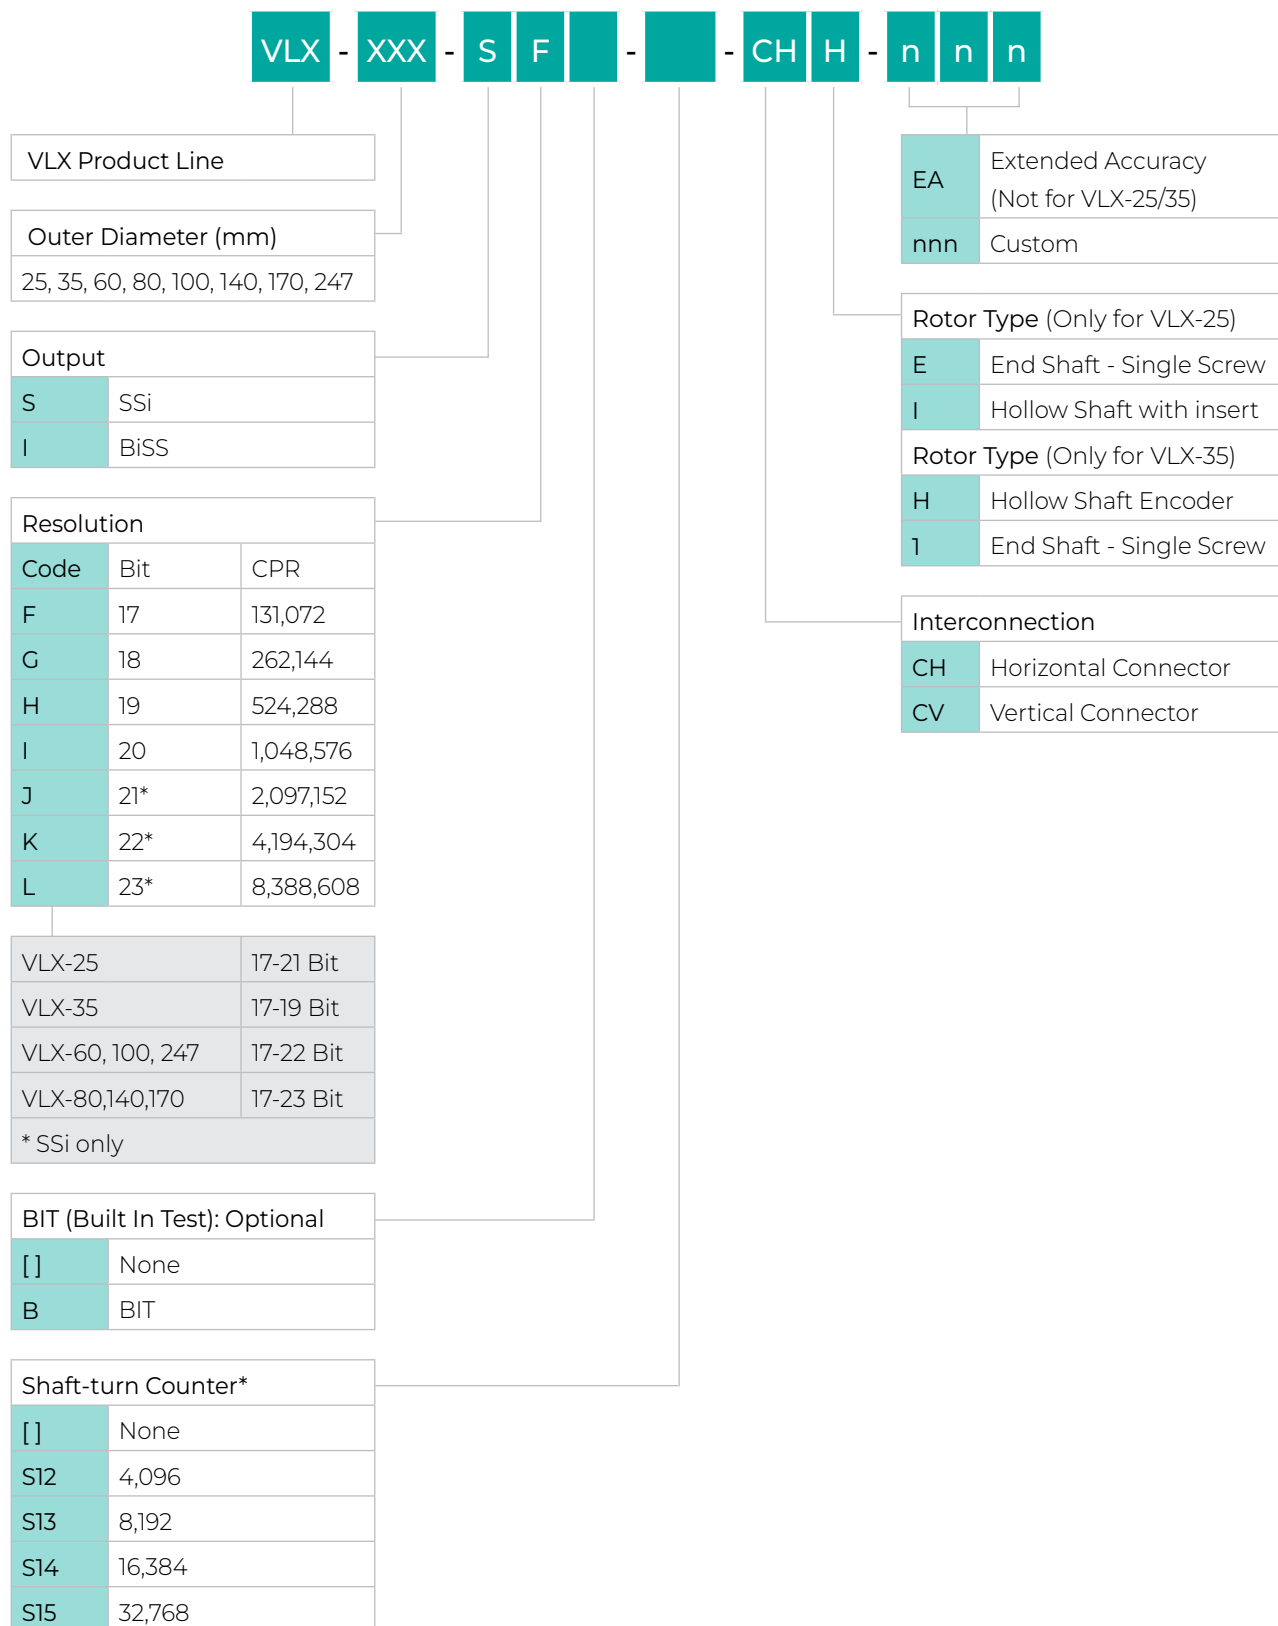 VLX - XXX - S F - - CH H - n n n
VLX Product Line
Outer Diameter (mm)
25, 35, 60, 80, 100, 140, 170, 247
Output
S SSi
I BiSS
Resolution
Code Bit CPR
F 17 131,072
G 18 262,144
H 19 524,288
I 20 1,048,576
J 21* 2,097,152
K 22* 4,194,304
L 23* 8,388,608
VLX-25 17-21 Bit
VLX-35 17-19 Bit
VLX-60, 100, 247 17-22 Bit
VLX-80,140,170 17-23 Bit
* SSi only
BIT (Built In Test): Optional
[ ] None
B BIT
Shaft-turn Counter*
[ ] None
S12 4,096
S13 8,192
S14 16,384
S15 32,768
EA Extended Accuracy
(Not for VLX-25/35)
nnn Custom
Rotor Type (Only for VLX-25)
E End Shaft - Single Screw
I Hollow Shaft with insert
Rotor Type (Only for VLX-35)
H Hollow Shaft Encoder
1 End Shaft - Single Screw
Interconnection
CH Horizontal Connector
CV Vertical Connector